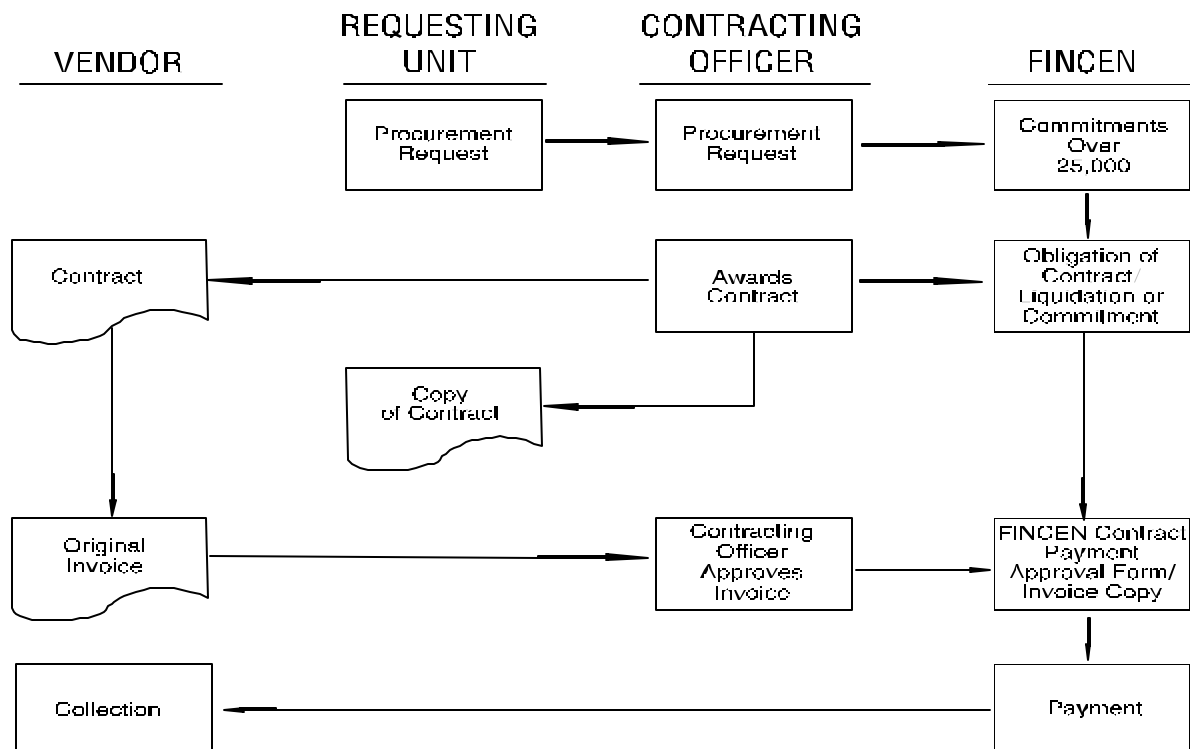 VENDOR
REQUESTING
UNIT
CONTRACTING
OFFICER
FINCEN
Procurement
Request
Procurement
Request
Commitments
Over
25,000
Contract
Awards
Contract
Obligation of
Contract/
Liquidation or
Commitment
Copy
of Contract
Original
Invoice
Contracting
Officer
Approves
Invoice
FINCEN Contract
Payment
Approval Form/
Invoice Copy
Collection
Payment